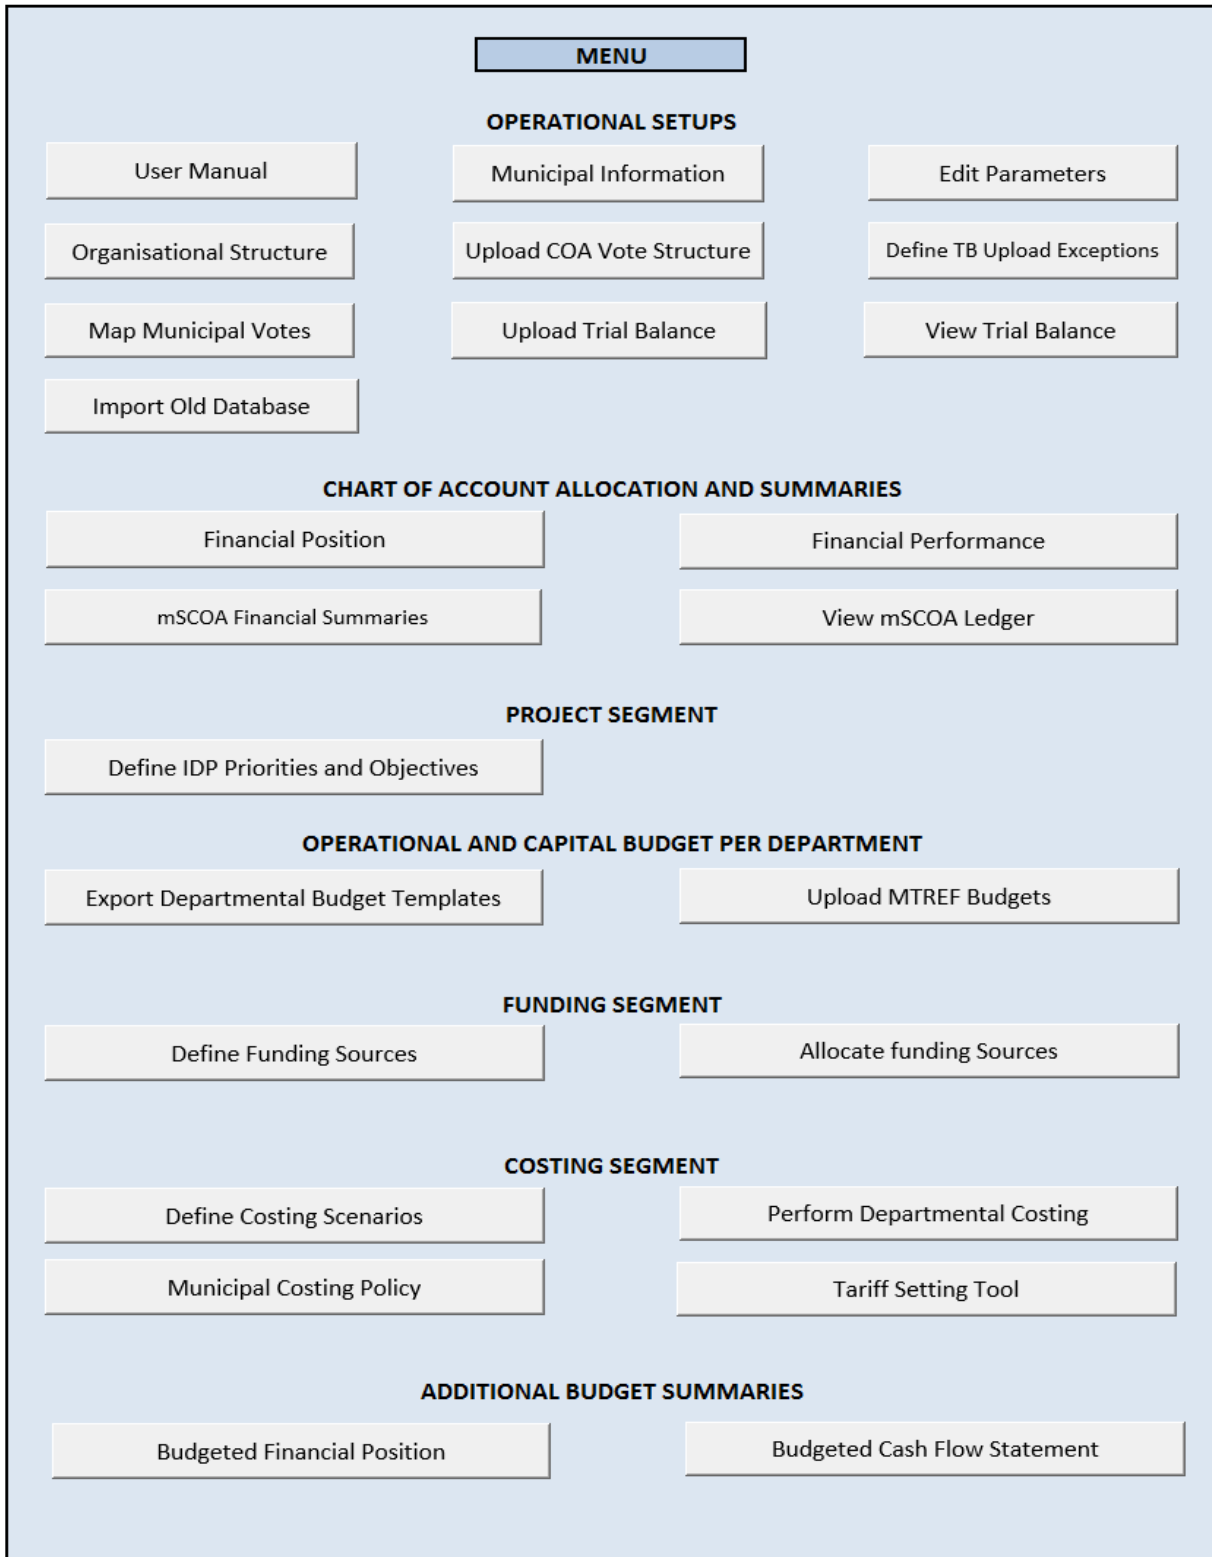 MENU
OPERATIONAL SETUPS
User Manual
Municipal Information
Edit Parameters
Organisational Structure
Upload COA Vote Structure
Define TB Upload Exceptions
Map Municipal Votes
Upload Trial Balance
View Trial Balance
Import Old Database
CHART OF ACCOUNT ALLOCATION AND SUMMARIES
Financial Position
Financial Performance
mSCOA Financial Summaries
View mSCOA Ledger
PROJECT SEGMENT
Define IDP Priorities and Objectives
OPERATIONAL AND CAPITAL BUDGET PER DEPARTMENT
Export Departmental Budget Templates
Upload MTREF Budgets
FUNDING SEGMENT
Define Funding Sources
Allocate funding Sources
COSTING SEGMENT
Define Costing Scenarios
Perform Departmental Costing
Municipal Costing Policy
Tariff Setting Tool
ADDITIONAL BUDGET SUMMARIES
Budgeted Financial Position
Budgeted Cash Flow Statement